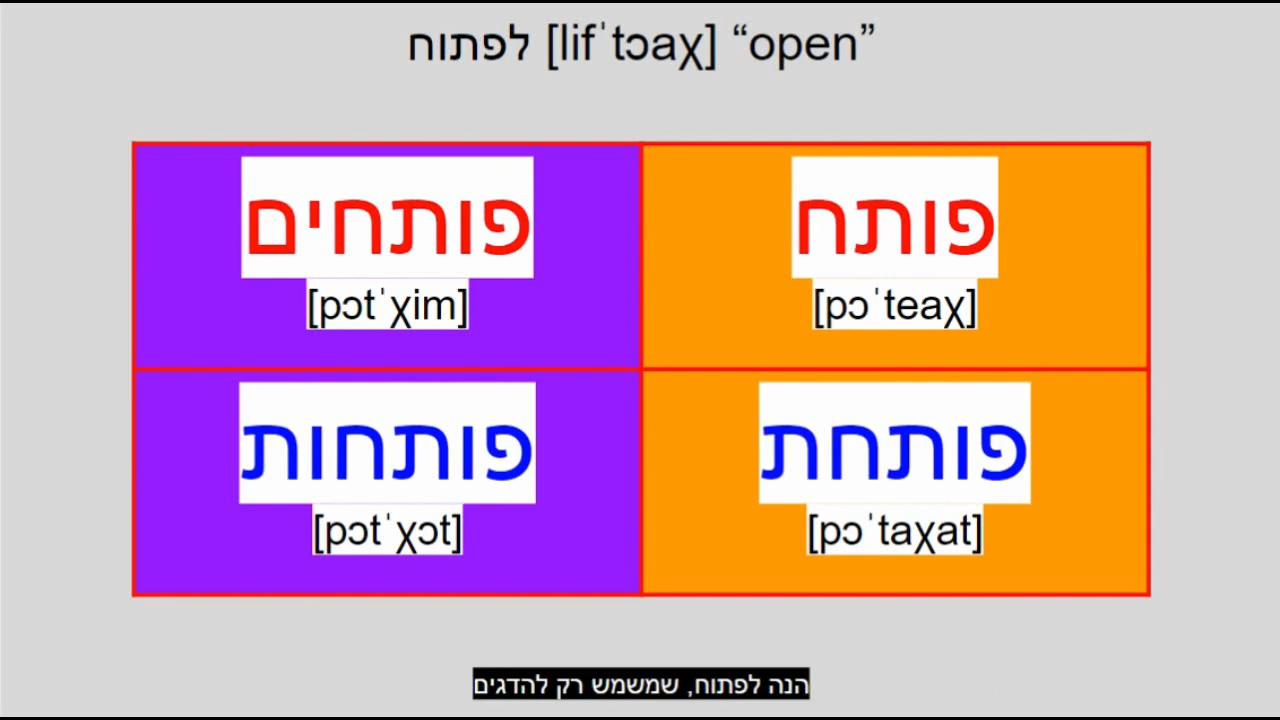 לפתוח [lifˈtɔaχ] “open”
פותח
[pɔˈteaχ]
פותחים
[pɔtˈχim]
פותחת
[pɔˈtaχat]
פותחות
[pɔtˈχɔt]
הנה לפתוח, שמשמש רק להדגים